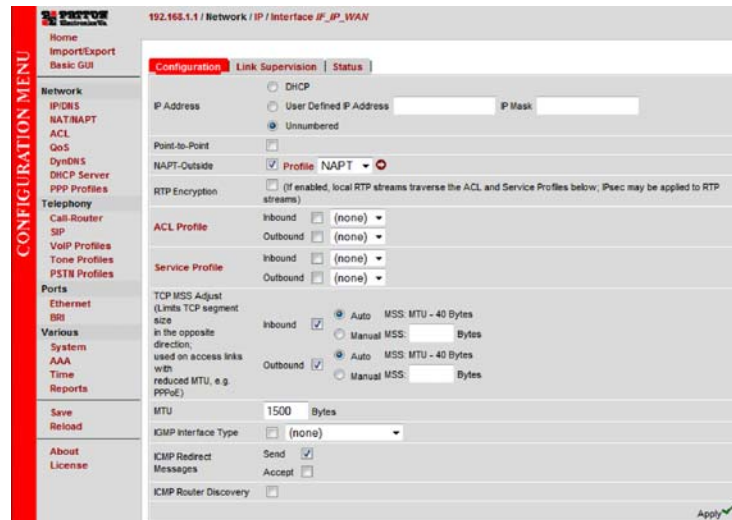 PATTON
Electronics Co.
192.168.1.1 / Network / IP / Interface IF_IP_WAN
CONFIGURATION MENU
Home
Import/Export
Basic GUI
Network
IP/DNS
NAT/NAPT
ACL
QoS
DynDNS
DHCP Server
PPP Profiles
Telephony
Call-Router
SIP
VoIP Profiles
Tone Profiles
PSTN Profiles
Ports
Ethernet
BRI
Various
System
AAA
Time
Reports
Save
Reload
About
License
Configuration Link Supervision Status
IP Address
DHCP
User Defined IP Address IP Mask
Unnumbered
Point-to-Point
NAPT-Outside Profile NAPT
RTP Encryption (If enabled, local RTP streams traverse the ACL and Service Profiles below; IPsec may be applied to RTP
streams)
ACL Profile
Inbound (none)
Outbound (none)
Service Profile
Inbound (none)
Outbound (none)
TCP MSS Adjust
(Limits TCP segment
size
in the opposite
direction;
used on access links
with
reduced MTU, e.g.
PPPoE)
Inbound Auto MSS: MTU - 40 Bytes
Manual MSS: Bytes
Outbound Auto MSS: MTU - 40 Bytes
Manual MSS: Bytes
MTU 1500 Bytes
IGMP Interface Type (none)
ICMP Redirect
Messages
Send
Accept
ICMP Router Discovery
Apply